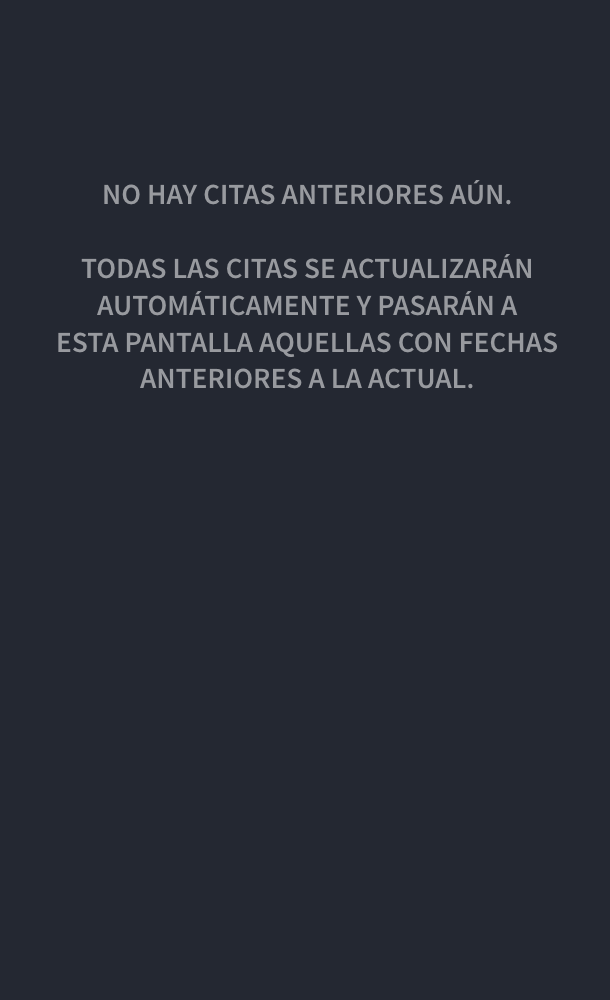 NO HAY CITAS ANTERIORES AÚN.
TODAS LAS CITAS SE ACTUALIZARÁN
AUTOMÁTICAMENTE Y PASARÁN A
ESTA PANTALLA AQUELLAS CON FECHAS
ANTERIORES A LA ACTUAL.